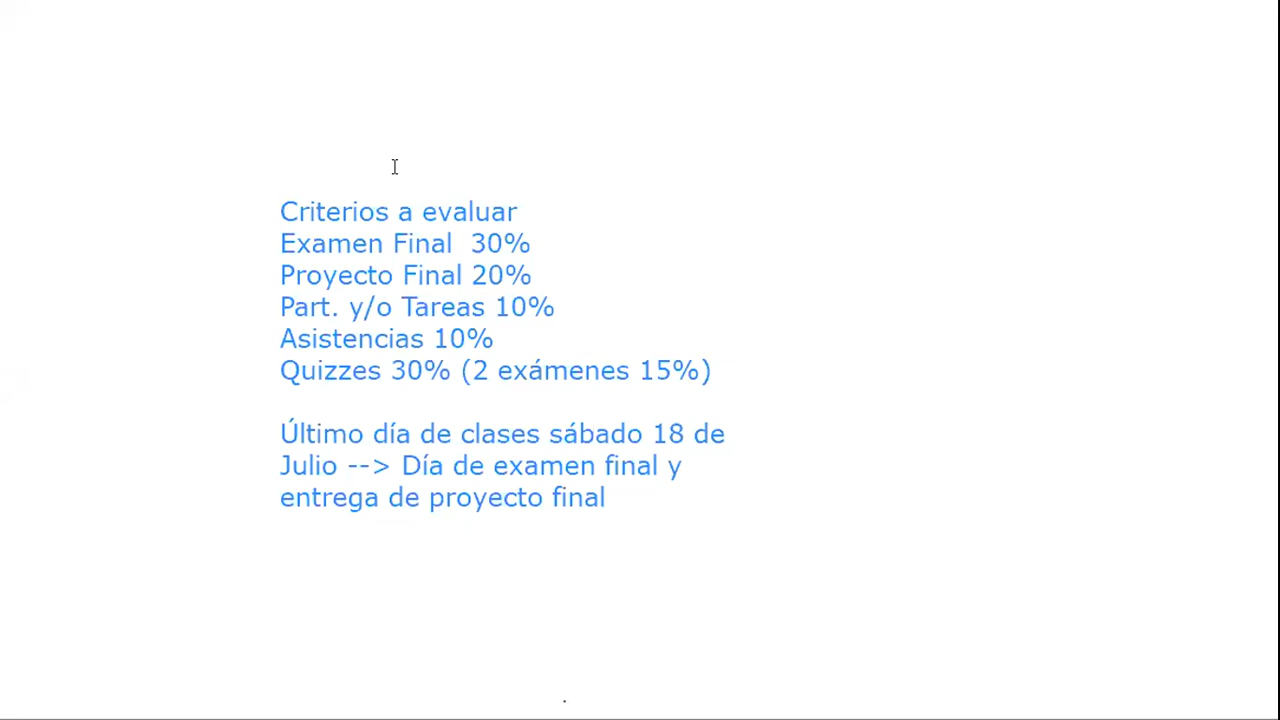 Criterios a evaluar
Examen Final  30%
Proyecto Final 20%
Part. y/o Tareas 10%
Asistencias 10%
Quizzes 30% (2 exámenes 15%)
Último día de clases sábado 18 de
Julio --> Día de examen final y
entrega de proyecto final